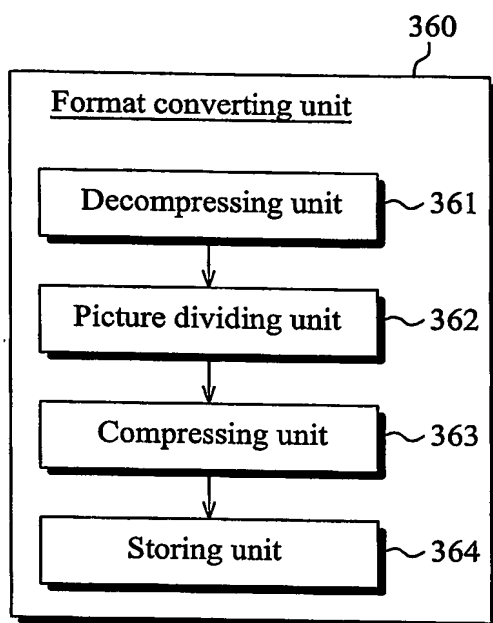 360
Format converting unit
Decompressing unit 361
Picture dividing unit 362
Compressing unit 363
Storing unit 364